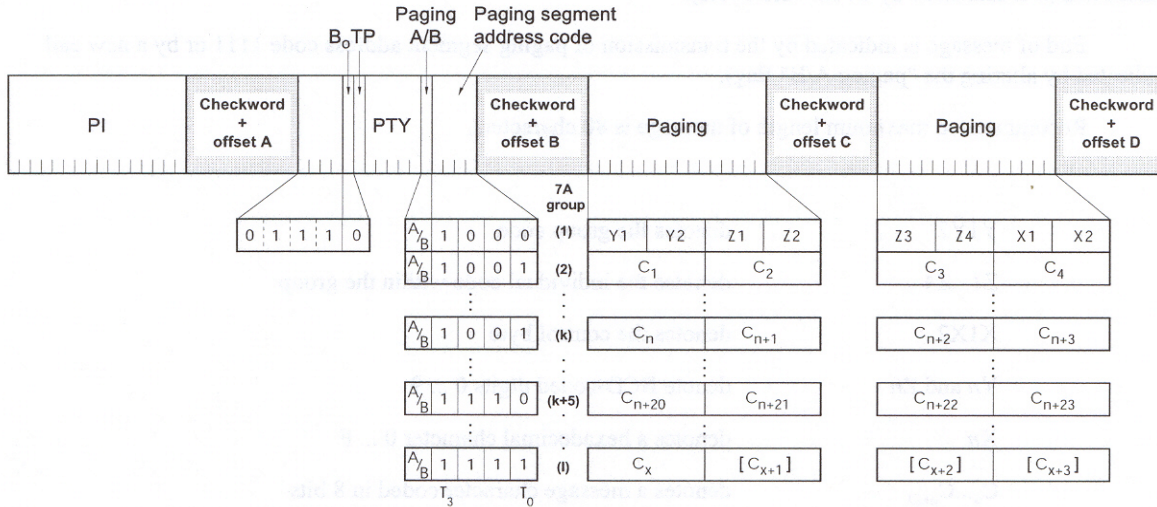 Paging
A/B
Paging segment
address code
B₀ TP
PI
Checkword
+
offset A
PTY
Checkword
+
offset B
Paging
Checkword
+
offset C
Paging
Checkword
+
offset D
7A
group
0 1 1 1 1 0
A/B 1 0 0 0 (1) Y1 Y2 Z1 Z2 Z3 Z4 X1 X2
A/B 1 0 0 1 (2) C₁ C₂ C₃ C₄
A/B 1 0 0 1 (k) Cₙ Cₙ₊₁ Cₙ₊₂ Cₙ₊₃
A/B 1 1 1 0 (k+5) Cₙ₊₂₀ Cₙ₊₂₁ Cₙ₊₂₂ Cₙ₊₂₃
A/B 1 1 1 1 (l) Cₓ [Cₓ₊₁] [Cₓ₊₂] [Cₓ₊₃]
T₃ T₀